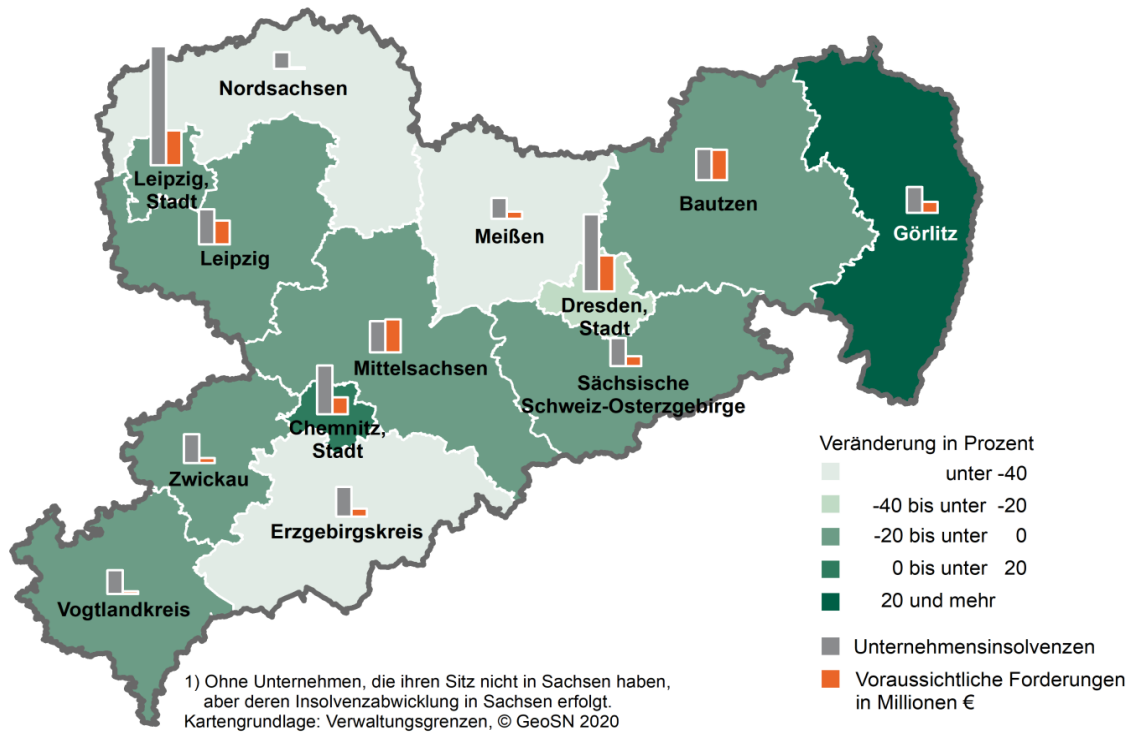 Nordsachsen
Leipzig,
Stadt
Leipzig
Meißen
Bautzen
Görlitz
Dresden,
Stadt
Mittelsachsen
Sächsische
Schweiz-Osterzgebirge
Chemnitz,
Stadt
Zwickau
Erzgebirgskreis
Vogtlandkreis
Veränderung in Prozent
unter -40
-40 bis unter -20
-20 bis unter 0
0 bis unter 20
20 und mehr
Unternehmensinsolvenzen
Voraussichtliche Forderungen
in Millionen €
1) Ohne Unternehmen, die ihren Sitz nicht in Sachsen haben,
aber deren Insolvenzabwicklung in Sachsen erfolgt.
Kartengrundlage: Verwaltungsgrenzen, © GeoSN 2020